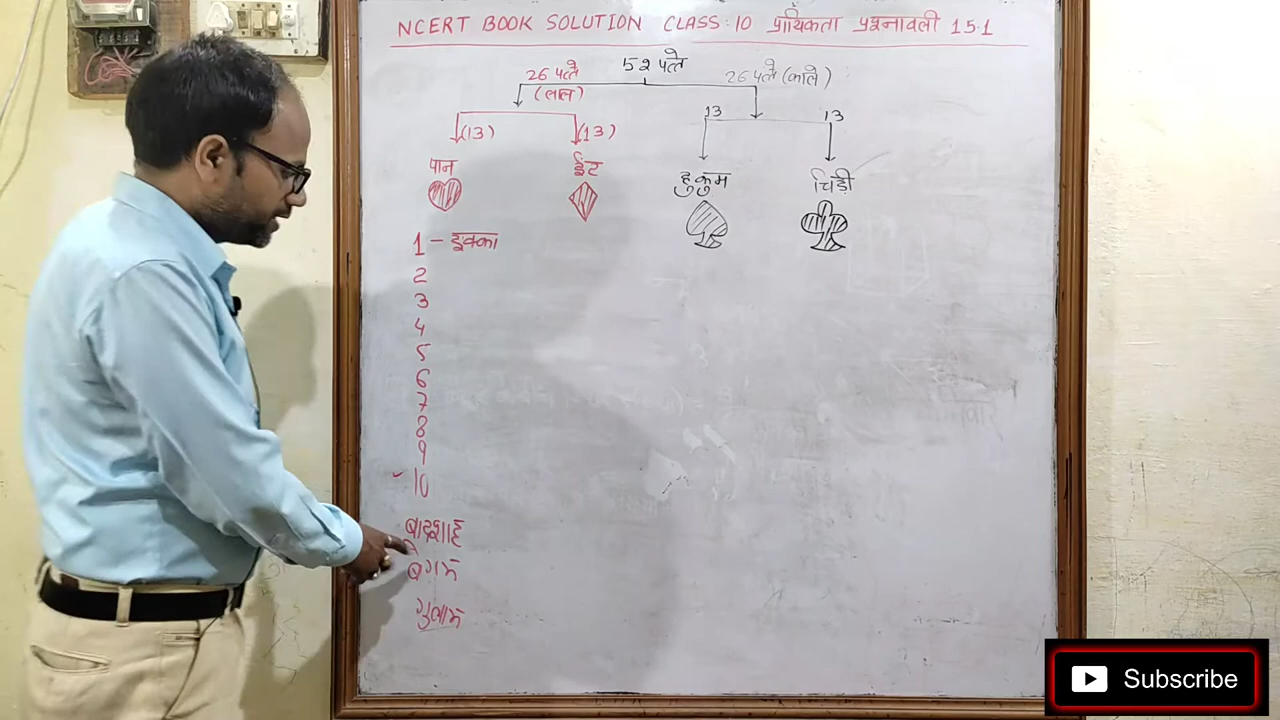 NCERT BOOK SOLUTION CLASS:10 प्रायिकता प्रश्नावली 15.1
52 पत्ते
26 पत्ते (लाल)
26 पत्ते (काले)
(13) (13) 13 13
पान ईट हुकुम चिड़ी
1 - इक्का
2
3
4
5
6
7
8
9
10
बादशाह
बेगम
गुलाम
Subscribe